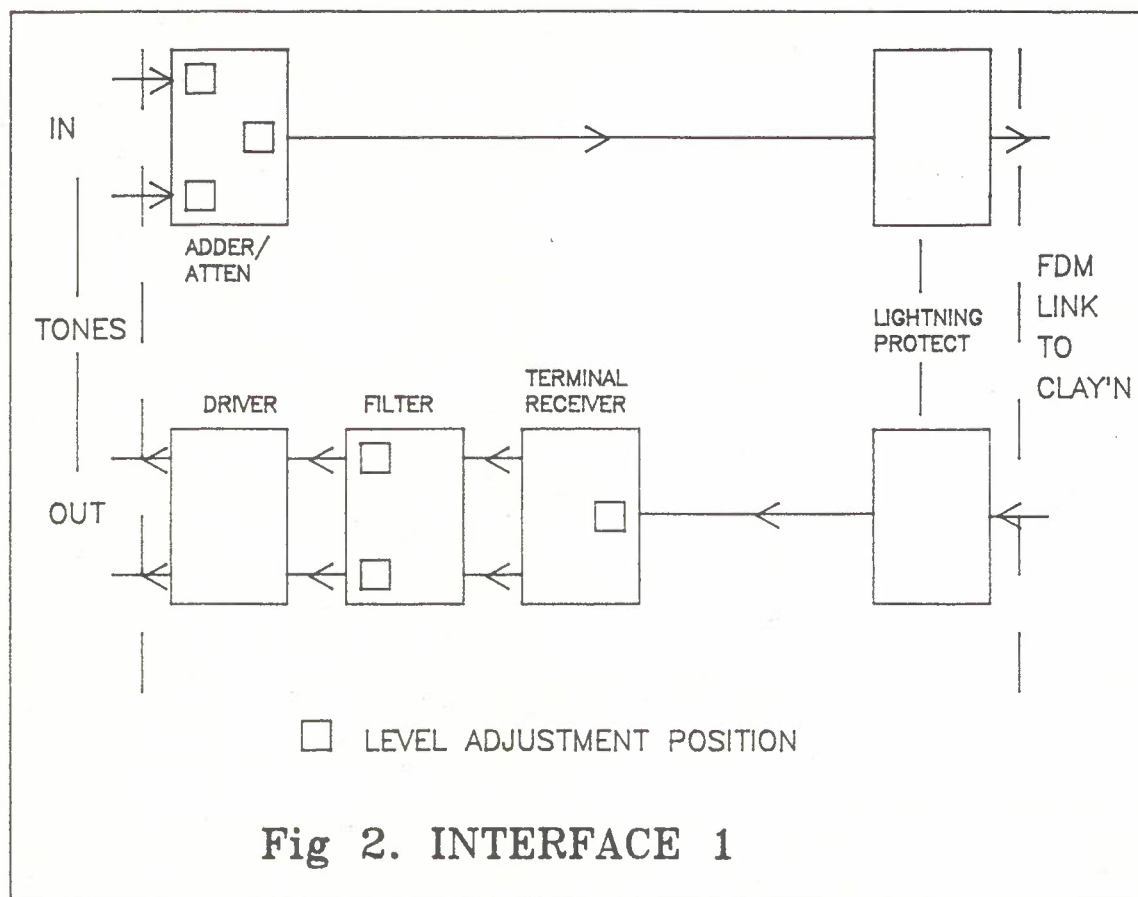 IN
ADDER/
ATTEN
TONES
FDM
LINK
TO
CLAY'N
LIGHTNING
PROTECT
DRIVER
FILTER
TERMINAL
RECEIVER
OUT
LEVEL ADJUSTMENT POSITION
Fig 2. INTERFACE 1